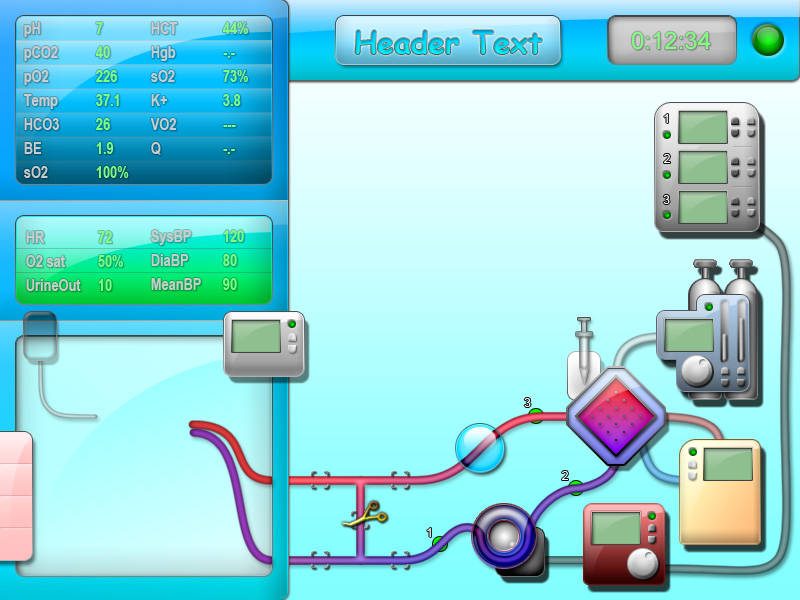 pH 7 HCT 44%
pCO2 40 Hgb -.-
pO2 226 sO2 73%
Temp 37.1 K+ 3.8
HCO3 26 VO2 ---
BE 1.9 Q -.-
sO2 100%
Header Text
0:12:34
HR 72 SysBP 120
O2 sat 50% DiaBP 80
UrineOut 10 MeanBP 90
1
2
3
3
2
1